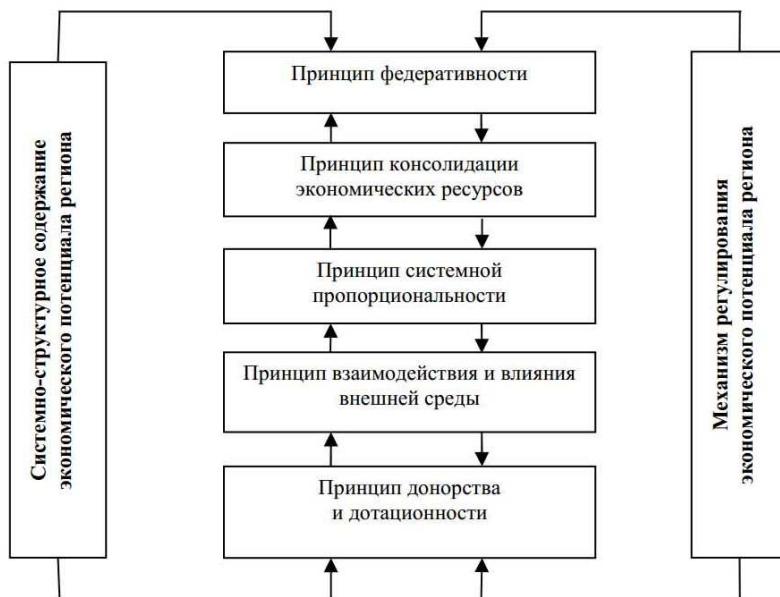 Системно-структурное содержание
экономического потенциала региона
Принцип федеративности
Принцип консолидации
экономических ресурсов
Принцип системной
пропорциональности
Принцип взаимодействия и влияния
внешней среды
Принцип донорства
и дотационности
Механизм регулирования
экономического потенциала региона